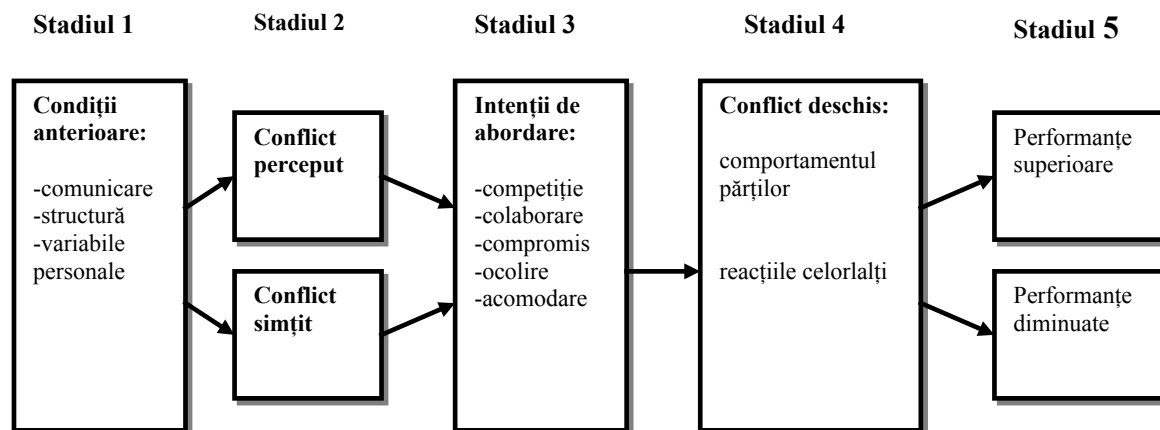 Stadiul 1
Stadiul 2
Stadiul 3
Stadiul 4
Stadiul 5
Condiții
anterioare:
-comunicare
-structură
-variabile
personale
Conflict
perceput
Conflict
simțit
Intenții de
abordare:
-competiție
-colaborare
-compromis
-ocolire
-acomodare
Conflict deschis:
comportamentul
părților
reacțiile celorlalți
Performanțe
superioare
Performanțe
diminuate